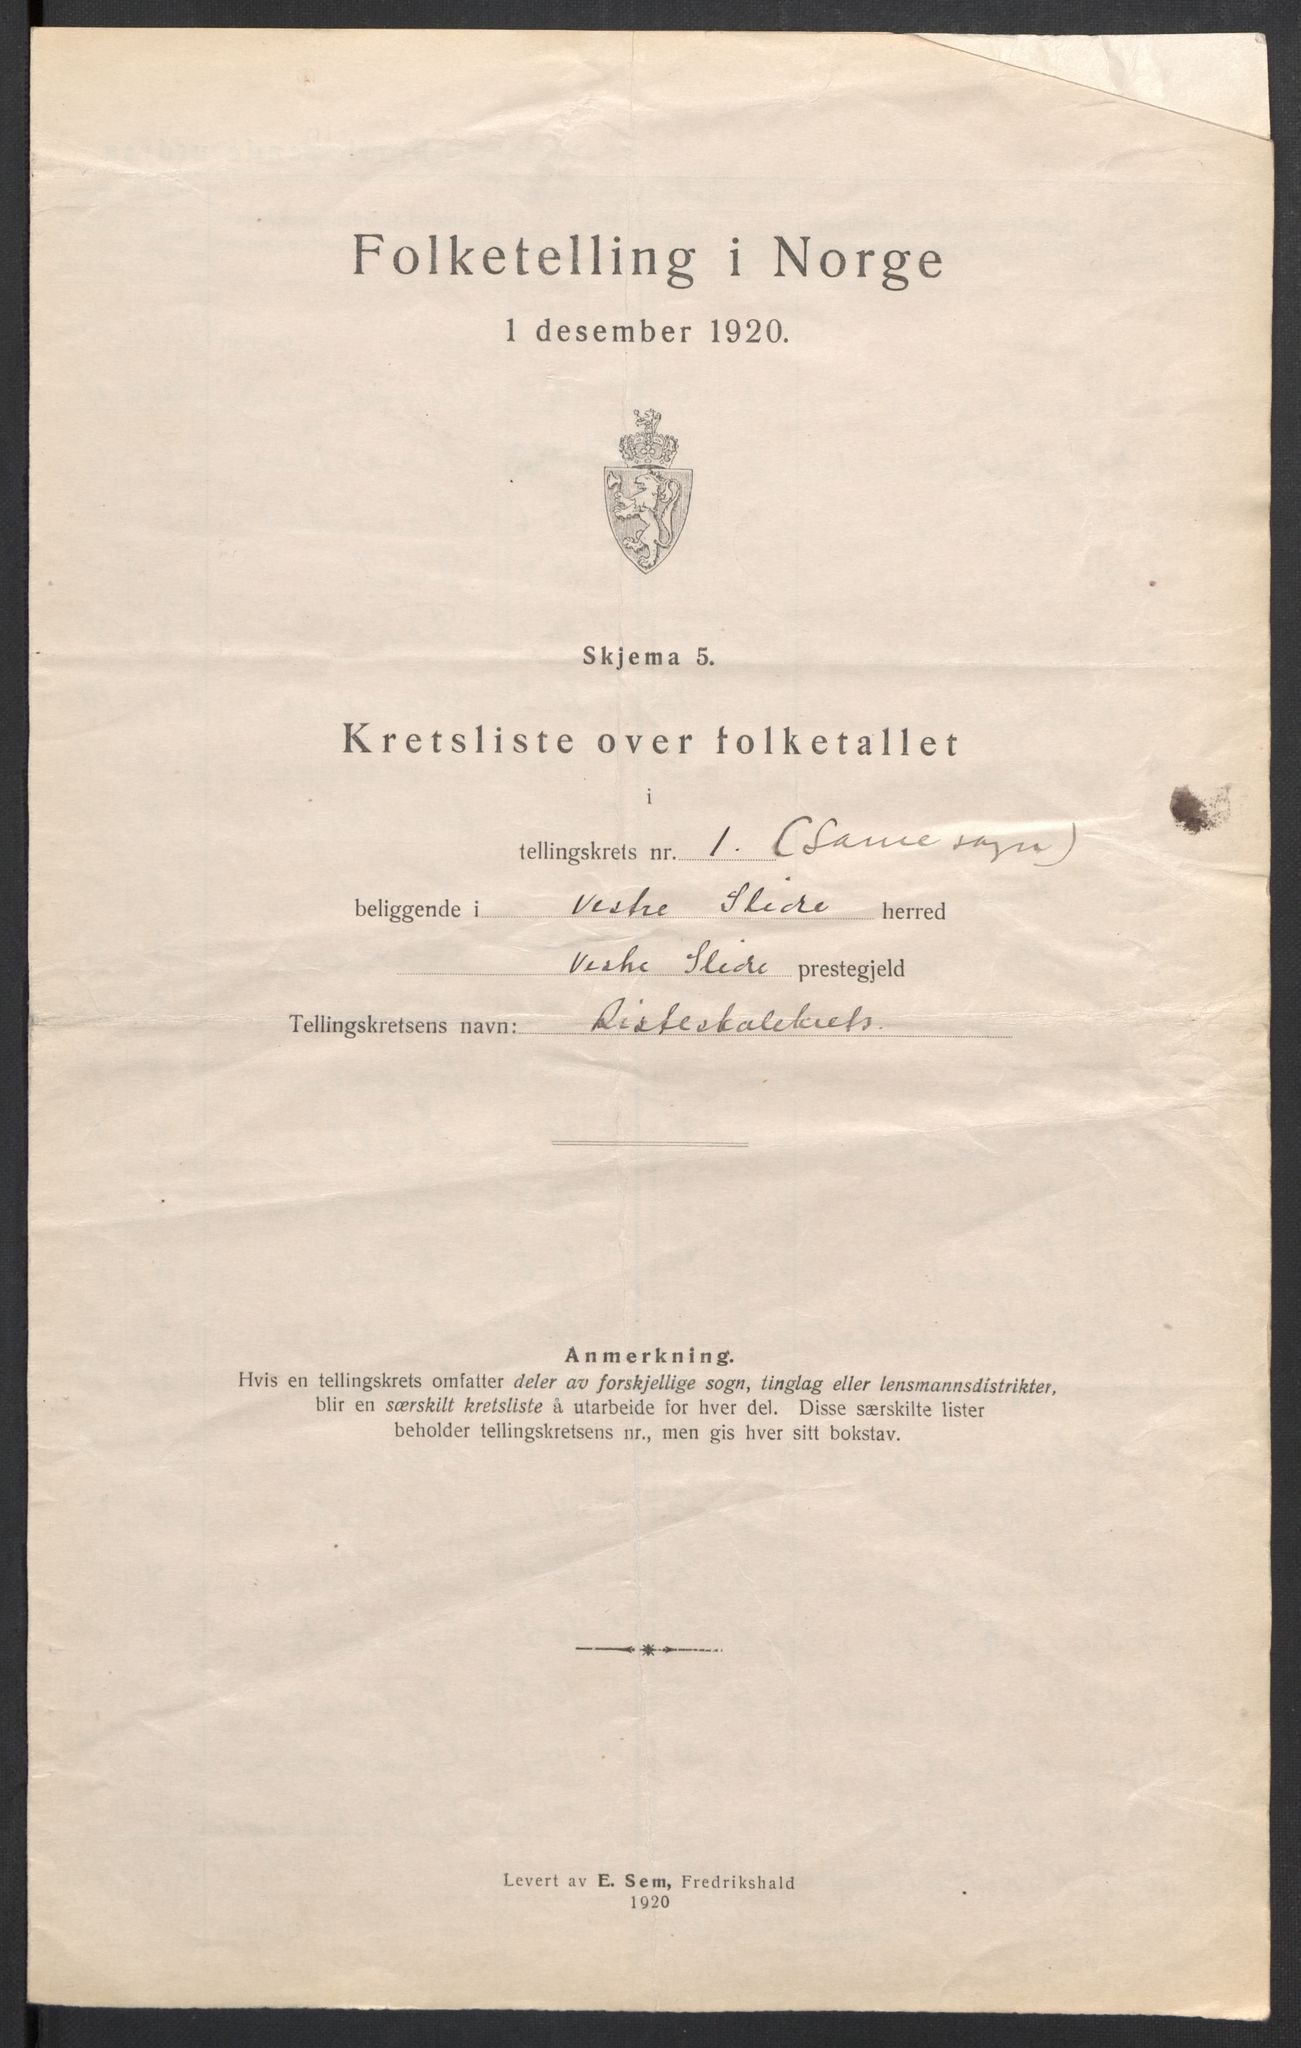 Folketelling i Norge
1 desember 1920.
Skjema 5.
Kretsliste over folketallet
i
tellingskrets nr. 1. (Lome sogn)
beliggende i Vestre Slidre herred
Vestre Slidre prestegjeld
Tellingskretsens navn: Risteskolekrets.
Anmerkning.
Hvis en tellingskrets omfatter deler av forskjellige sogn, tinglag eller lensmannsdistrikter,
blir en særskilt kretsliste å utarbeide for hver del. Disse særskilte lister
beholder tellingskretsens nr., men gis hver sitt bokstav.
Levert av E. Sem, Fredrikshald
1920